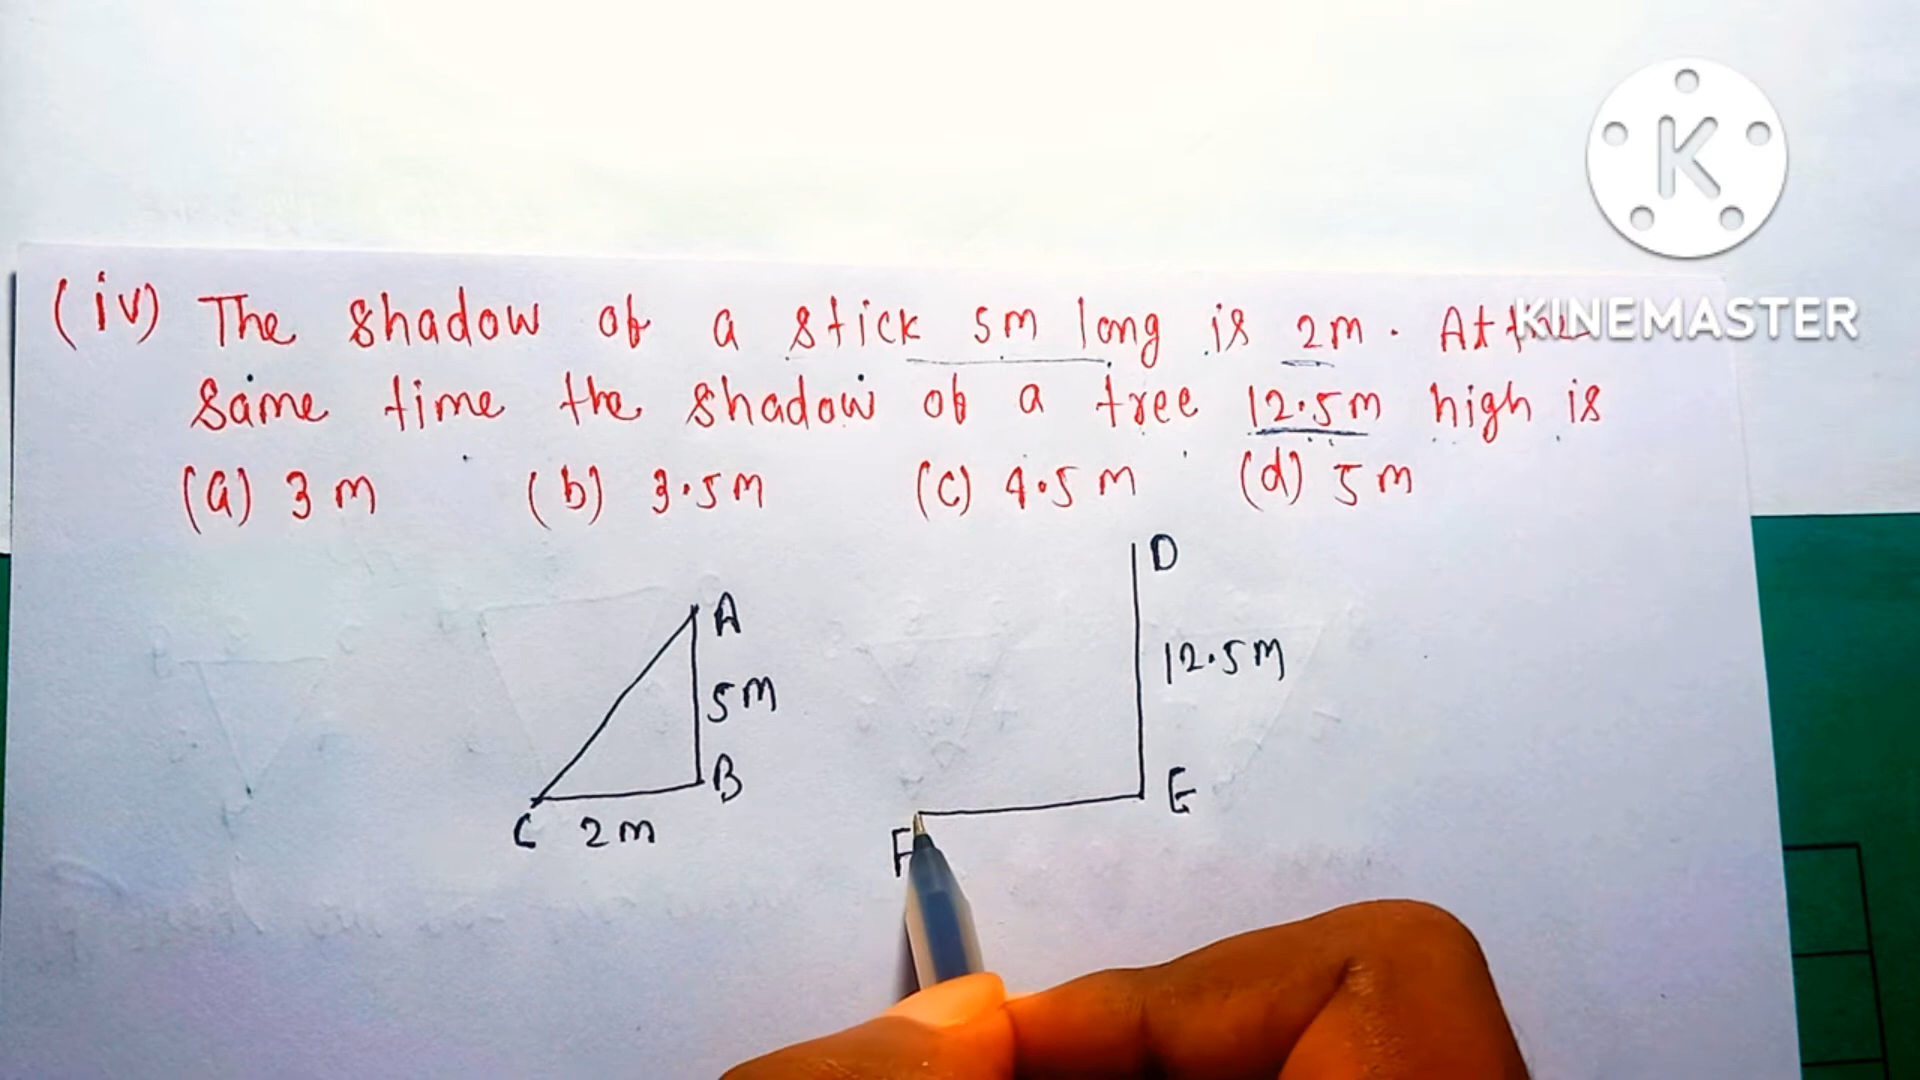 (iv) The shadow of a stick 5m long is 2m. At the
same time the shadow of a tree 12.5m high is
(a) 3 m (b) 3.5m (c) 4.5 m (d) 5 m
K
KINEMASTER
D
A
12.5m
5m
B
E
C 2m
F